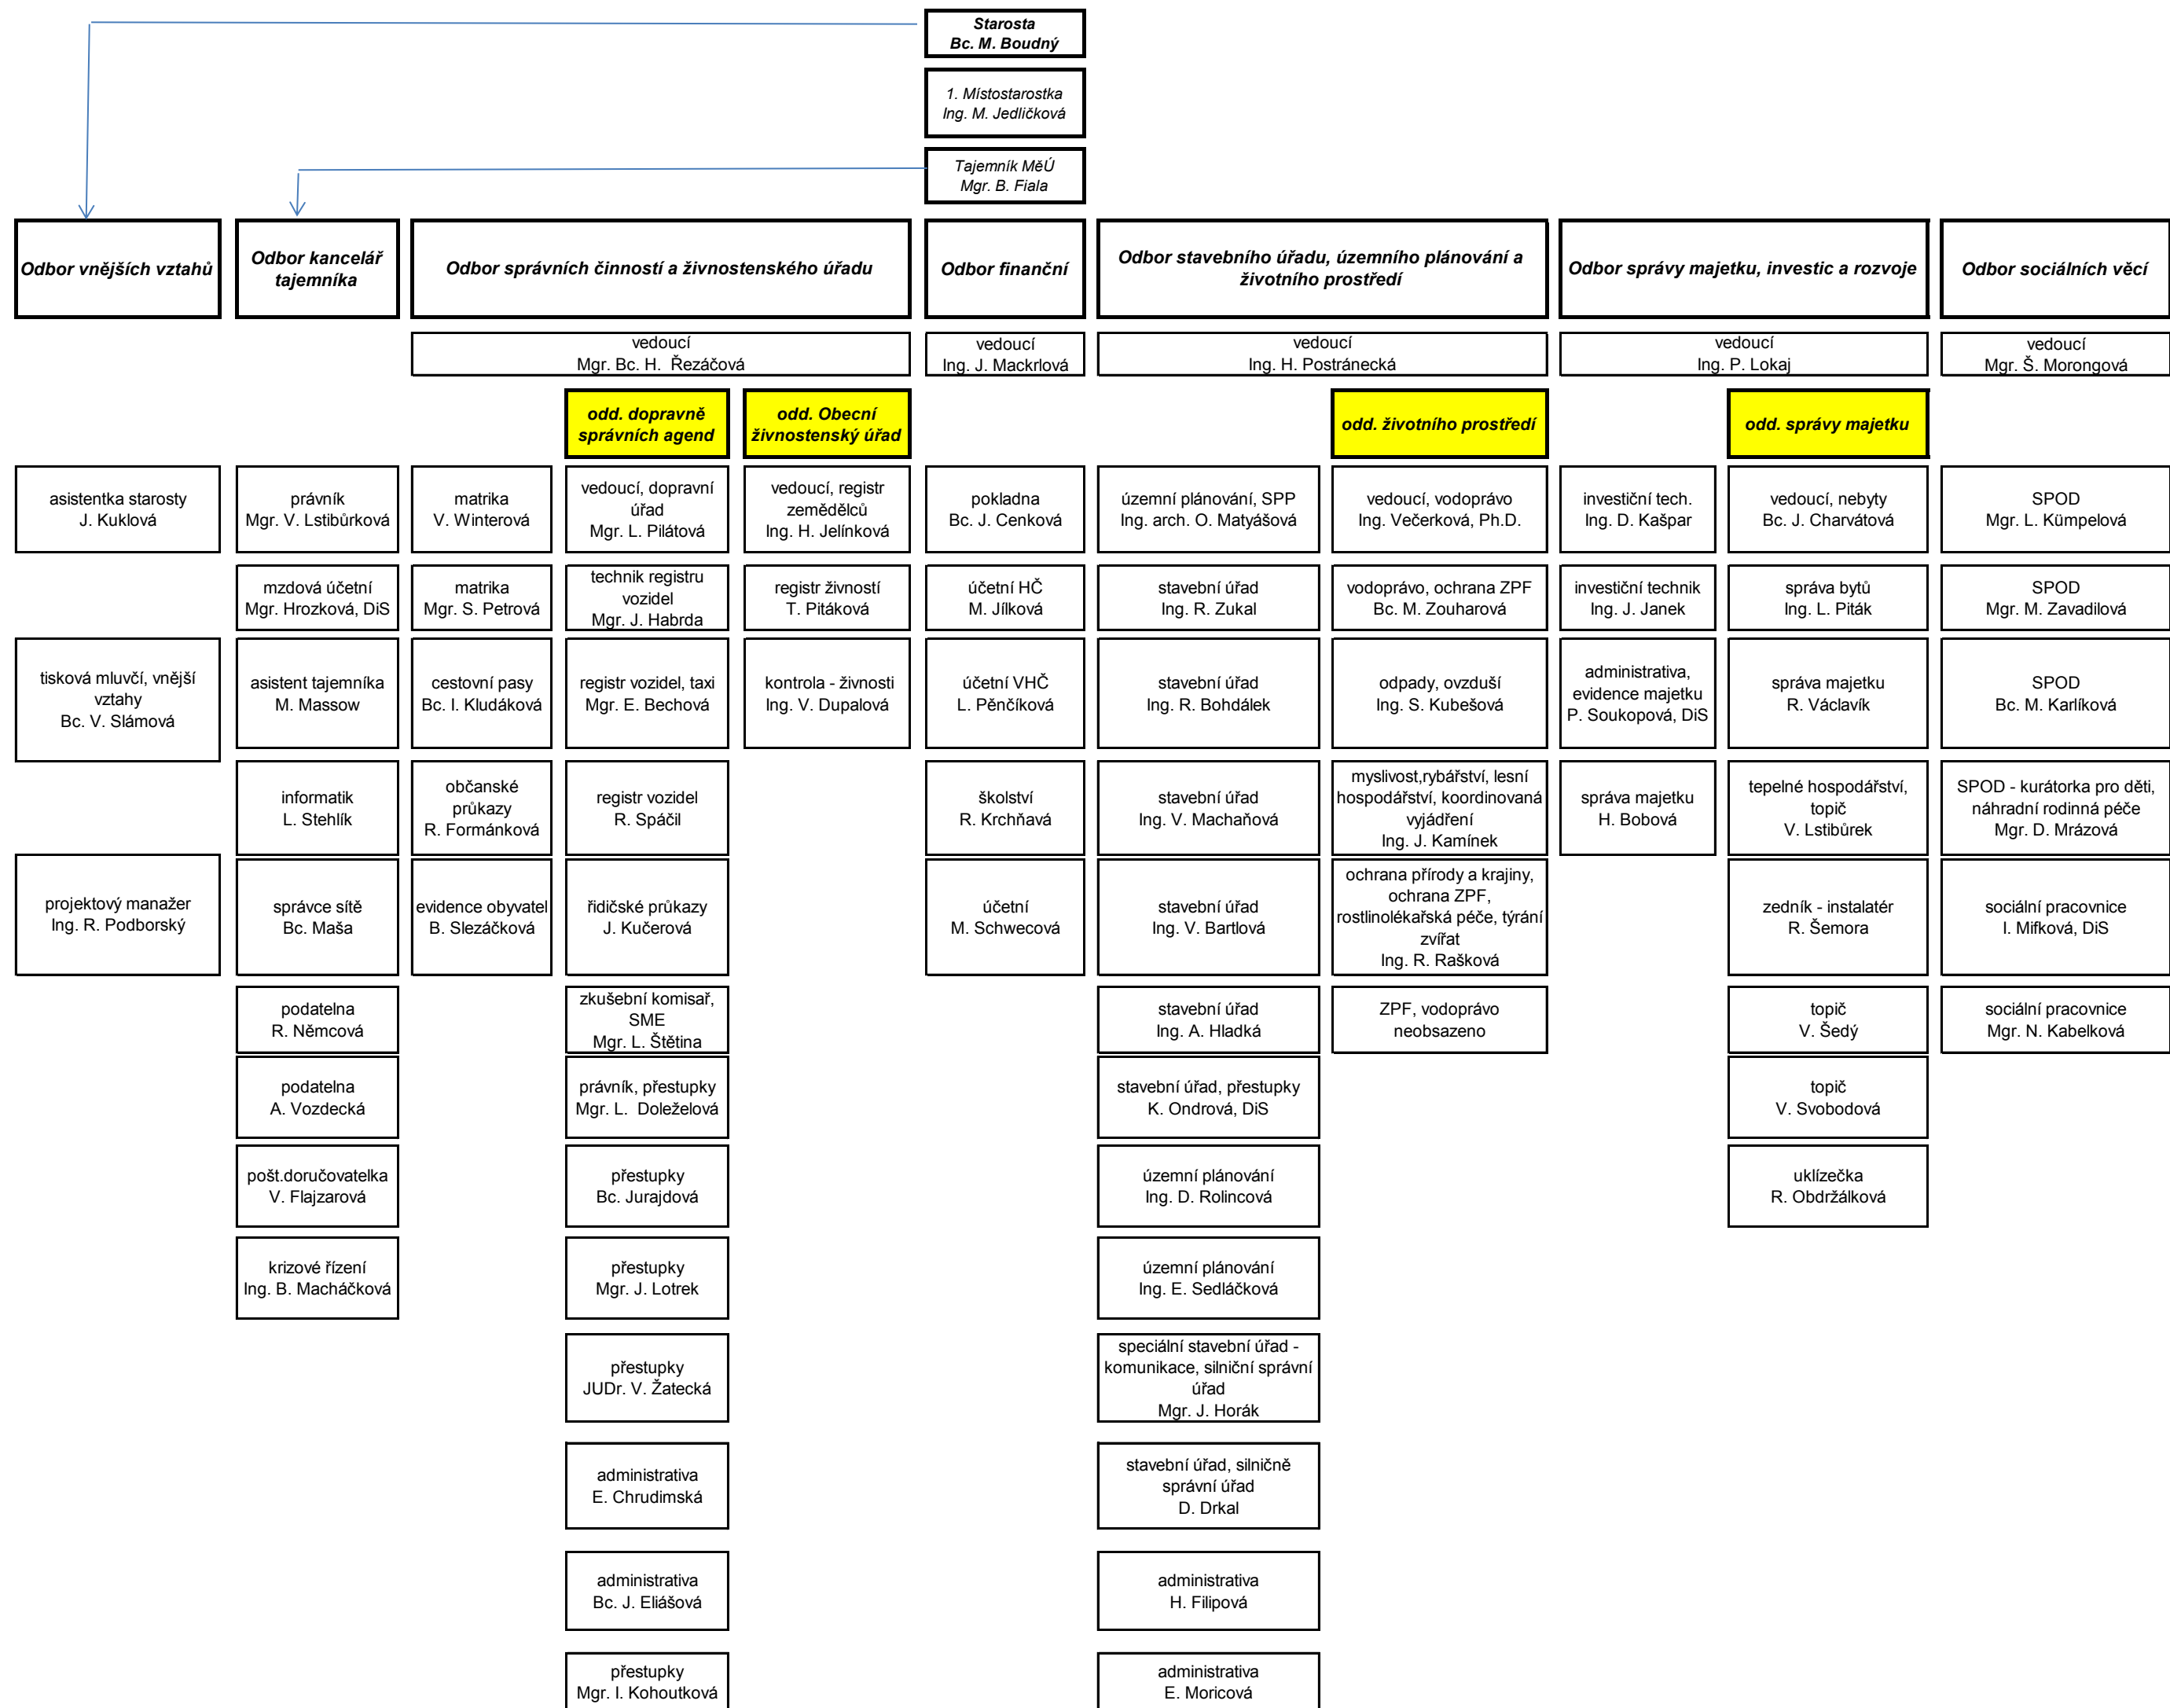 Starosta
Bc. M. Boudný
1. Místostarostka
Ing. M. Jedličková
Tajemník MěÚ
Mgr. B. Fiala
Odbor vnějších vztahů
Odbor kancelář
tajemníka
Odbor správních činností a živnostenského úřadu
Odbor finanční
Odbor stavebního úřadu, územního plánování a
životního prostředí
Odbor správy majetku, investic a rozvoje
Odbor sociálních věcí
vedoucí
Mgr. Bc. H.  Řezáčová
vedoucí
Ing. J. Mackrlová
vedoucí
Ing. H. Postránecká
vedoucí
Ing. P. Lokaj
vedoucí
Mgr. Š. Morongová
odd. dopravně
správních agend
odd. Obecní
živnostenský úřad
odd. životního prostředí
odd. správy majetku
asistentka starosty
J. Kuklová
právník
Mgr. V. Lstibůrková
matrika
V. Winterová
vedoucí, dopravní
úřad
Mgr. L. Pilátová
vedoucí, registr
zemědělců
Ing. H. Jelínková
pokladna
Bc. J. Cenková
územní plánování, SPP
Ing. arch. O. Matyášová
vedoucí, vodoprávo
Ing. Večerková, Ph.D.
investiční tech.
Ing. D. Kašpar
vedoucí, nebyty
Bc. J. Charvátová
SPOD
Mgr. L. Kümpelová
mzdová účetní
Mgr. Hrozková, DiS
matrika
Mgr. S. Petrová
technik registru
vozidel
Mgr. J. Habrda
registr živností
T. Pitáková
účetní HČ
M. Jílková
stavební úřad
Ing. R. Zukal
vodoprávo, ochrana ZPF
Bc. M. Zouharová
investiční technik
Ing. J. Janek
správa bytů
Ing. L. Piták
SPOD
Mgr. M. Zavadilová
tisková mluvčí, vnější
vztahy
Bc. V. Slámová
asistent tajemníka
M. Massow
cestovní pasy
Bc. I. Kludáková
registr vozidel, taxi
Mgr. E. Bechová
kontrola - živnosti
Ing. V. Dupalová
účetní VHČ
L. Pěnčíková
stavební úřad
Ing. R. Bohdálek
odpady, ovzduší
Ing. S. Kubešová
administrativa,
evidence majetku
P. Soukopová, DiS
správa majetku
R. Václavík
SPOD
Bc. M. Karlíková
informatik
L. Stehlík
občanské
průkazy
R. Formánková
registr vozidel
R. Spáčil
školství
R. Krchňavá
stavební úřad
Ing. V. Machaňová
myslivost,rybářství, lesní
hospodářství, koordinovaná
vyjádření
Ing. J. Kamínek
správa majetku
H. Bobová
tepelné hospodářství,
topič
V. Lstibůrek
SPOD - kurátorka pro děti,
náhradní rodinná péče
Mgr. D. Mrázová
projektový manažer
Ing. R. Podborský
správce sítě
Bc. Maša
evidence obyvatel
B. Slezáčková
řidičské průkazy
J. Kučerová
účetní
M. Schwecová
stavební úřad
Ing. V. Bartlová
ochrana přírody a krajiny,
ochrana ZPF,
rostlinolékařská péče, týrání
zvířat
Ing. R. Rašková
zedník - instalatér
R. Šemora
sociální pracovnice
I. Mifková, DiS
podatelna
R. Němcová
zkušební komisař,
SME
Mgr. L. Štětina
stavební úřad
Ing. A. Hladká
ZPF, vodoprávo
neobsazeno
topič
V. Šedý
sociální pracovnice
Mgr. N. Kabelková
podatelna
A. Vozdecká
právník, přestupky
Mgr. L.  Doleželová
stavební úřad, přestupky
K. Ondrová, DiS
topič
V. Svobodová
pošt.doručovatelka
V. Flajzarová
přestupky
Bc. Jurajdová
územní plánování
Ing. D. Rolincová
uklízečka
R. Obdržálková
krizové řízení
Ing. B. Macháčková
přestupky
Mgr. J. Lotrek
územní plánování
Ing. E. Sedláčková
přestupky
JUDr. V. Žatecká
speciální stavební úřad -
komunikace, silniční správní
úřad
Mgr. J. Horák
administrativa
E. Chrudimská
stavební úřad, silničně
správní úřad
D. Drkal
administrativa
Bc. J. Eliášová
administrativa
H. Filipová
přestupky
Mgr. I. Kohoutková
administrativa
E. Moricová